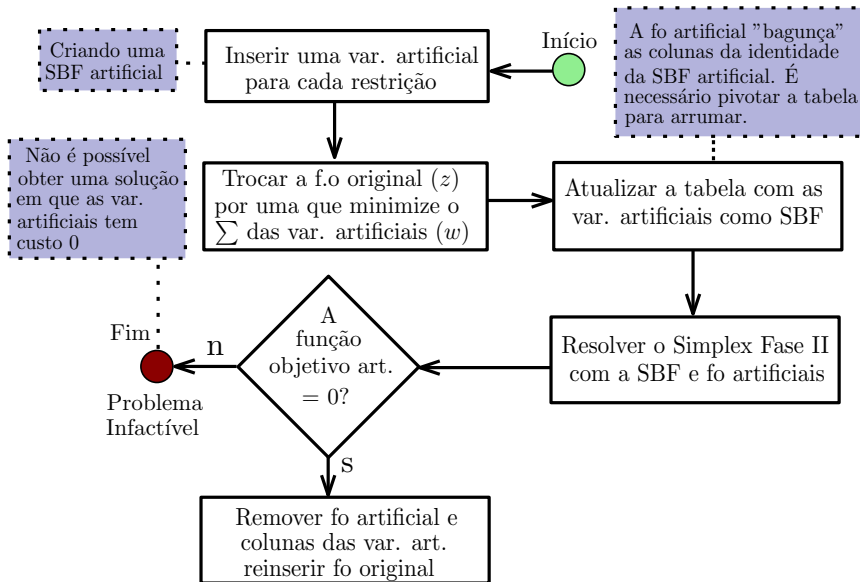 Criando uma
SBF artificial
Inserir uma var. artificial
para cada restrição
Início
A fo artificial "bagunça"
as colunas da identidade
da SBF artificial. É
necessário pivotar a tabela
para arrumar.
Não é possível
obter uma solução
em que as var.
artificiais tem
custo 0
Trocar a f.o original (z)
por uma que minimize o
∑ das var. artificiais (w)
Atualizar a tabela com as
var. artificiais como SBF
Resolver o Simplex Fase II
com a SBF e fo artificiais
A
função
objetivo art.
= 0?
n
Fim
Problema
Infactível
s
Remover fo artificial e
colunas das var. art.
reinserir fo original